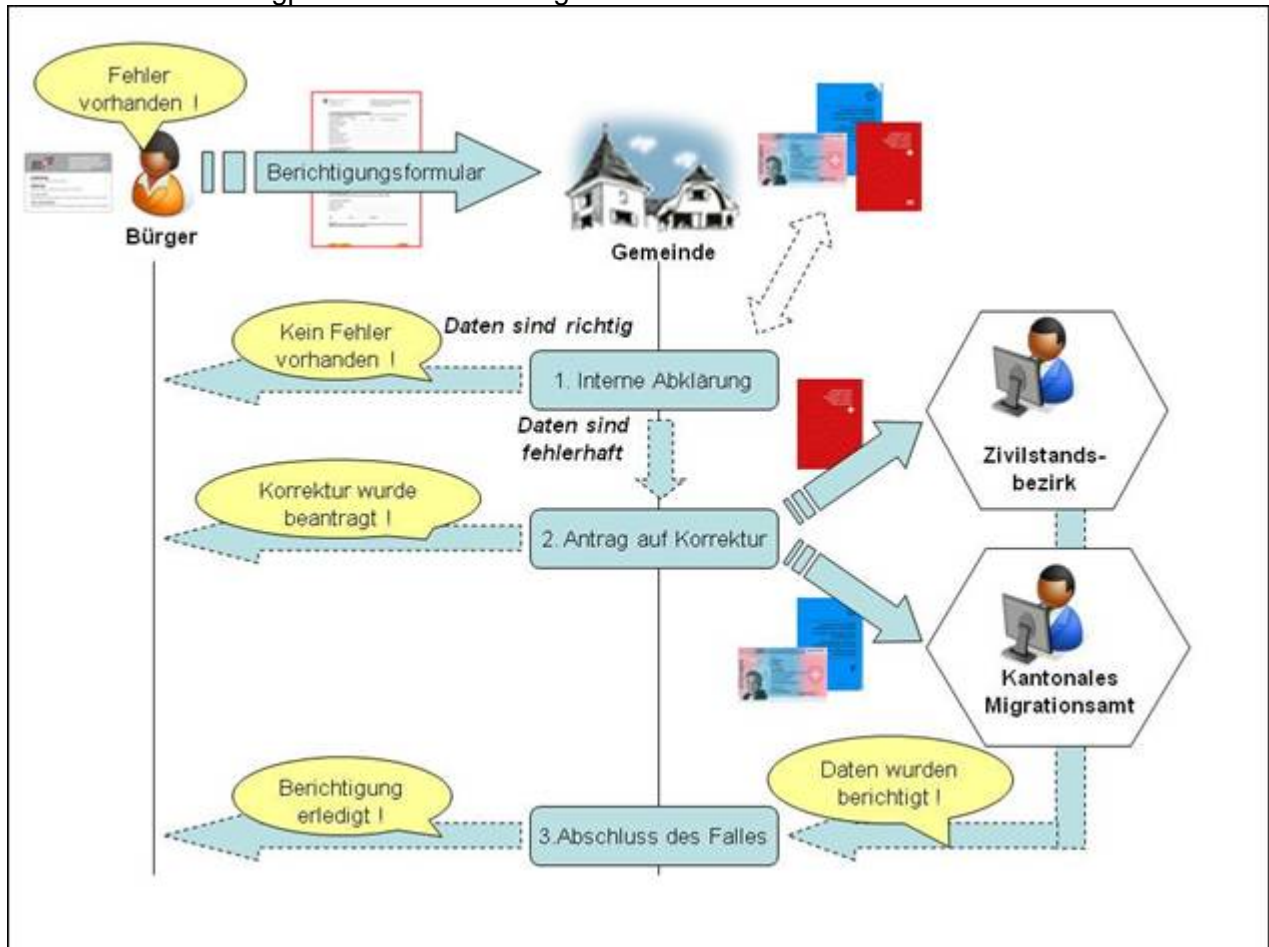 Fehler
vorhanden !
Berichtigungsformular
Bürger
Gemeinde
Kein Fehler
vorhanden !
Daten sind richtig
1. Interne Abklärung
Daten sind
fehlerhaft
Zivilstands-
bezirk
Korrektur wurde
beantragt !
2. Antrag auf Korrektur
Kantonales
Migrationsamt
Daten wurden
berichtigt !
Berichtigung
erledigt !
3.Abschluss des Falles